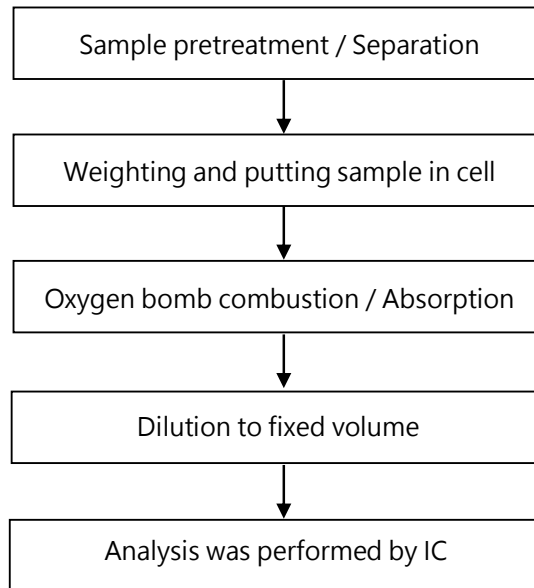 Sample pretreatment / Separation
Weighting and putting sample in cell
Oxygen bomb combustion / Absorption
Dilution to fixed volume
Analysis was performed by IC